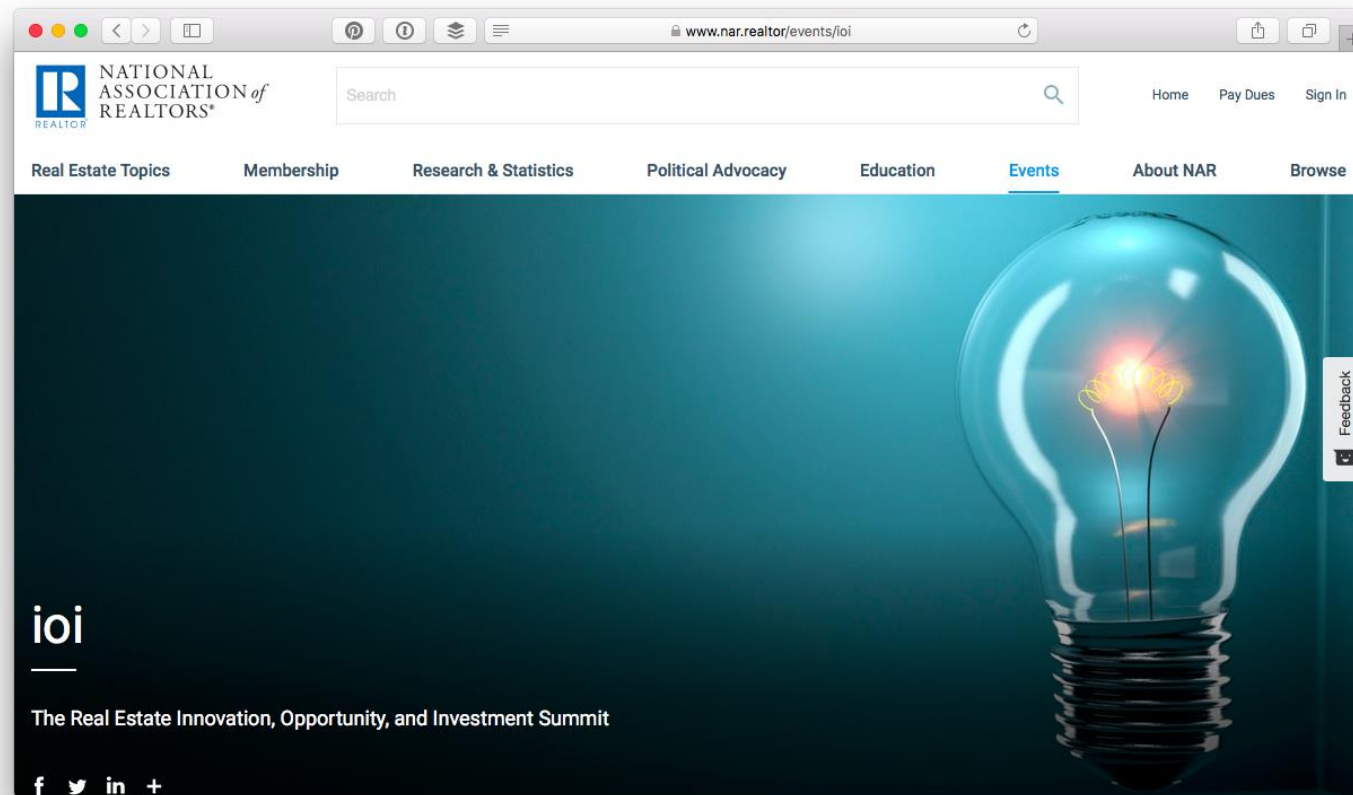 www.nar.realtor/events/ioi
NATIONAL
ASSOCIATION of
REALTORS®
REALTOR
Search
Home Pay Dues Sign In
Real Estate Topics Membership Research & Statistics Political Advocacy Education Events About NAR Browse
Feedback
ioi
The Real Estate Innovation, Opportunity, and Investment Summit
f in +